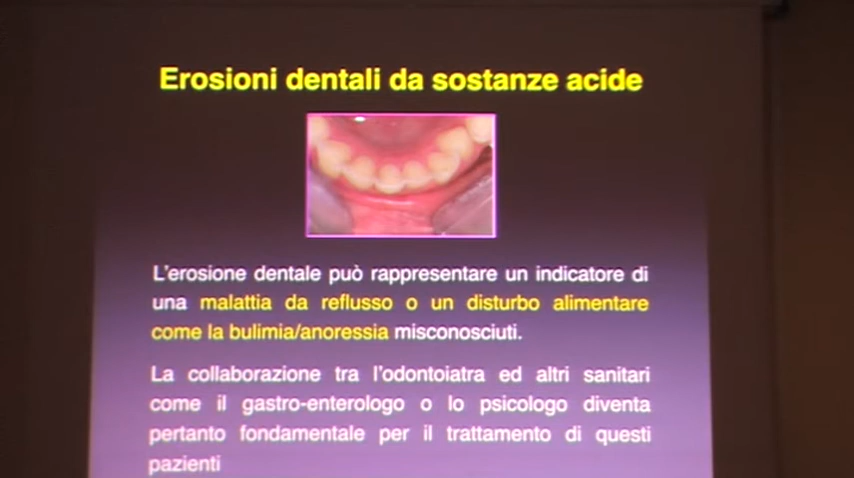 Erosioni dentali da sostanze acide
L'erosione dentale può rappresentare un indicatore di
una malattia da reflusso o un disturbo alimentare
come la bulimia/anoressia misconosciuti.
La collaborazione tra l'odontoiatra ed altri sanitari
come il gastro-enterologo o lo psicologo diventa
pertanto fondamentale per il trattamento di questi
pazienti